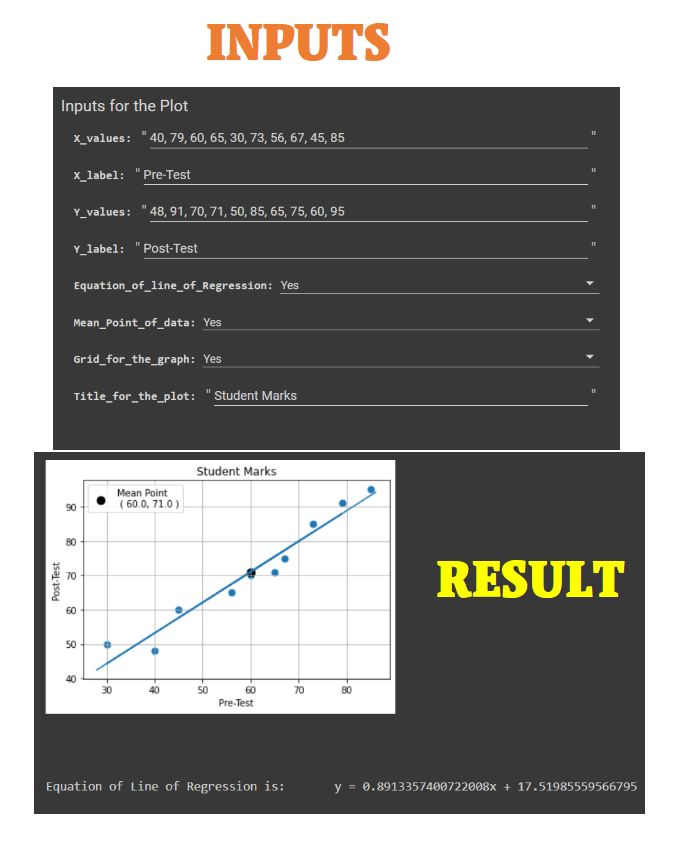 INPUTS
Inputs for the Plot
X_values: " 40, 79, 60, 65, 30, 73, 56, 67, 45, 85 "
X_label: " Pre-Test "
Y_values: " 48, 91, 70, 71, 50, 85, 65, 75, 60, 95 "
Y_label: " Post-Test "
Equation_of_line_of_Regression: Yes
Mean_Point_of_data: Yes
Grid_for_the_graph: Yes
Title_for_the_plot: " Student Marks "
Student Marks
Mean Point
( 60.0, 71.0 )
90
80
70
60
50
40
Post-Test
30 40 50 60 70 80
Pre-Test
RESULT
Equation of Line of Regression is: y = 0.8913357400722008x + 17.51985559566795